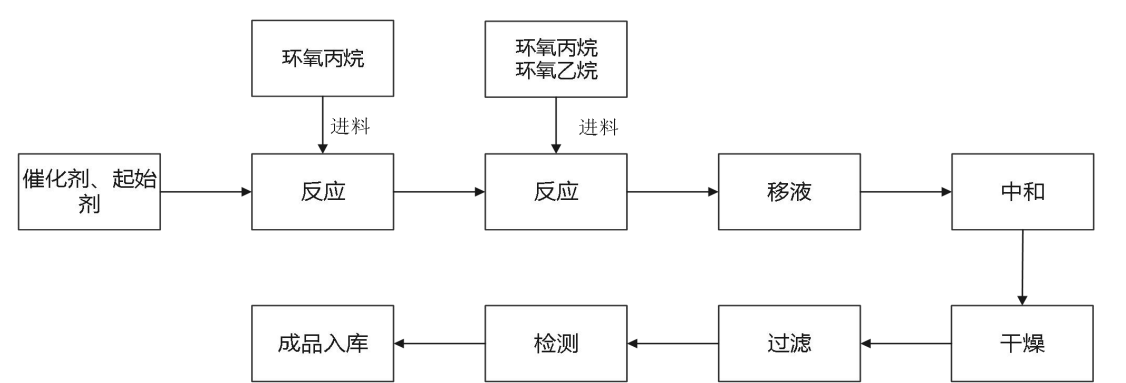 环氧丙烷
环氧丙烷
环氧乙烷
进料
进料
催化剂、起始
剂
反应
反应
移液
中和
成品入库
检测
过滤
干燥